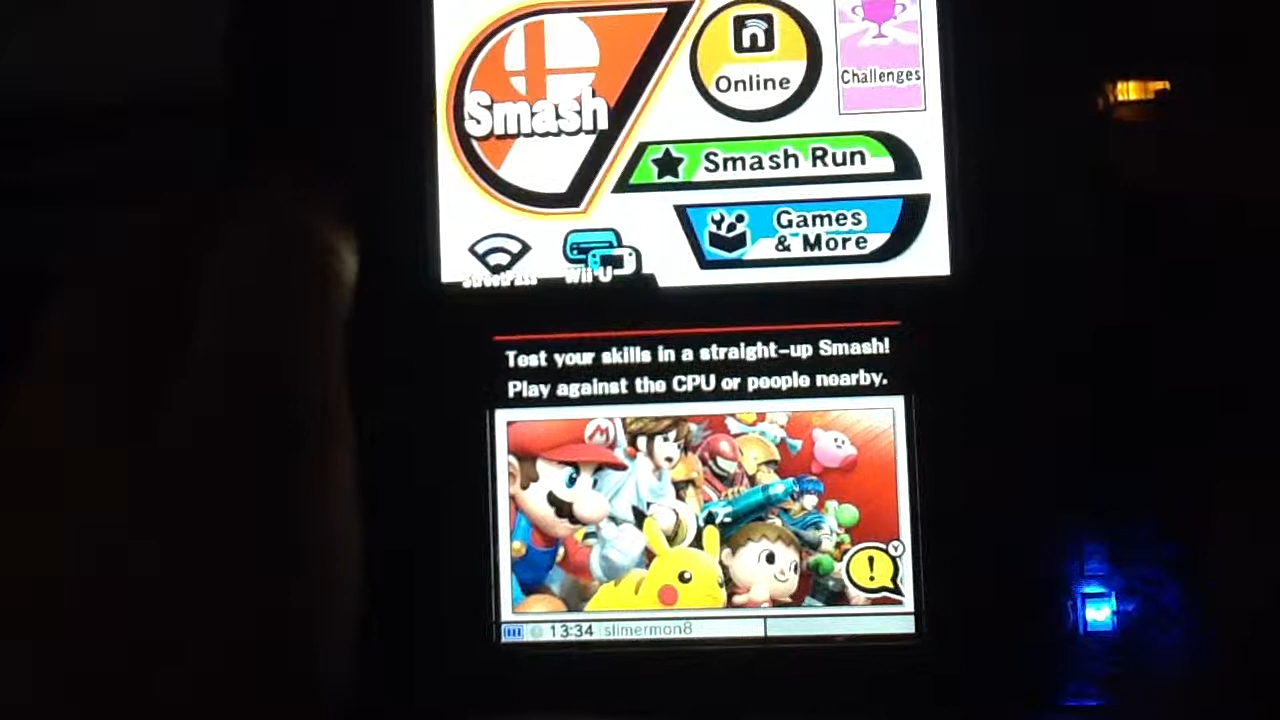 Smash
Online
Challenges
Smash Run
Games
& More
StreetPass
Wii U
Test your skills in a straight-up Smash!
Play against the CPU or people nearby.
M
Y
!
13:34 slimermon8